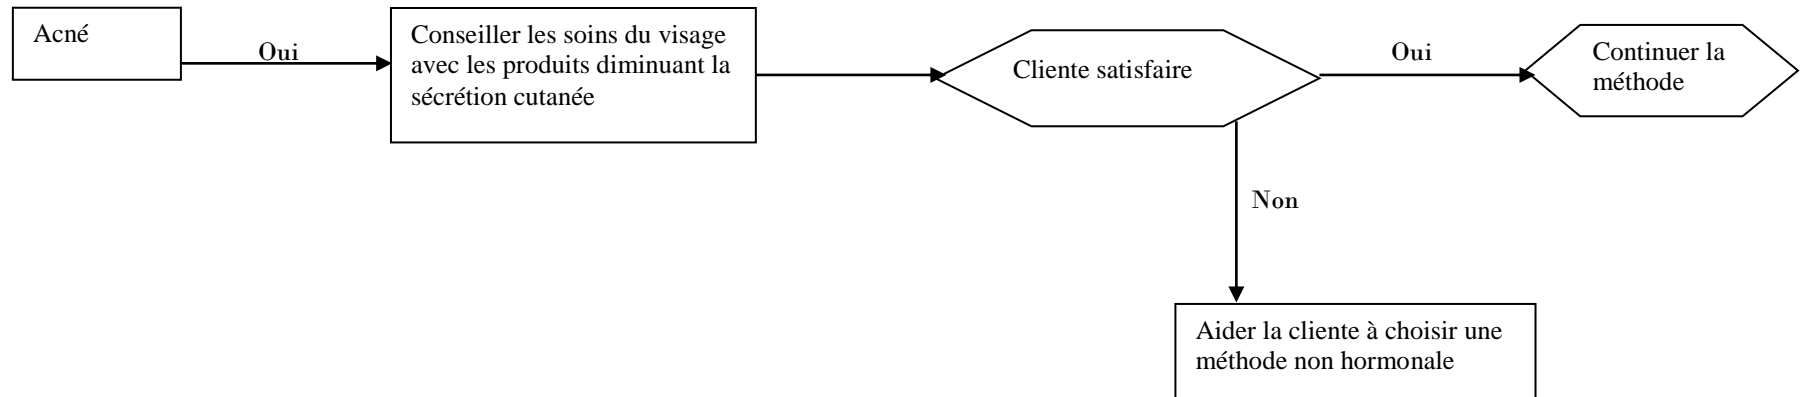 Acné
Oui
Conseiller les soins du visage
avec les produits diminuant la
sécrétion cutanée
Cliente satisfaire
Oui
Continuer la
méthode
Non
Aider la cliente à choisir une
méthode non hormonale